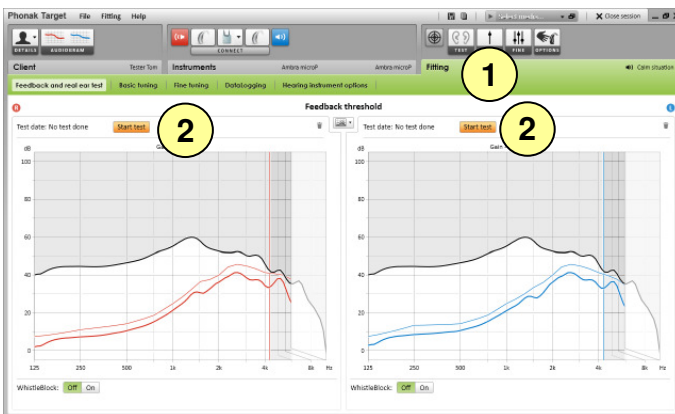 Phonak Target File Fitting Help
Select media... Close session
DETAILS AUDIOGRAM CONNECT TEST FINE OPTIONS
Client Tester Tom Instruments Ambra microP Ambra microP Fitting Calm situation
1
Feedback and real ear test Basic tuning Fine tuning DataLogging Hearing instrument options
Feedback threshold
Test date: No test done Start test 2 Test date: No test done Start test 2
dB dB Gain
100 100
80 80
60 60
40 40
20 20
0 0
125 250 500 1k 2k 4k 8k Hz 125 250 500 1k 2k 4k 8k Hz
WhistleBlock: Off On WhistleBlock: Off On